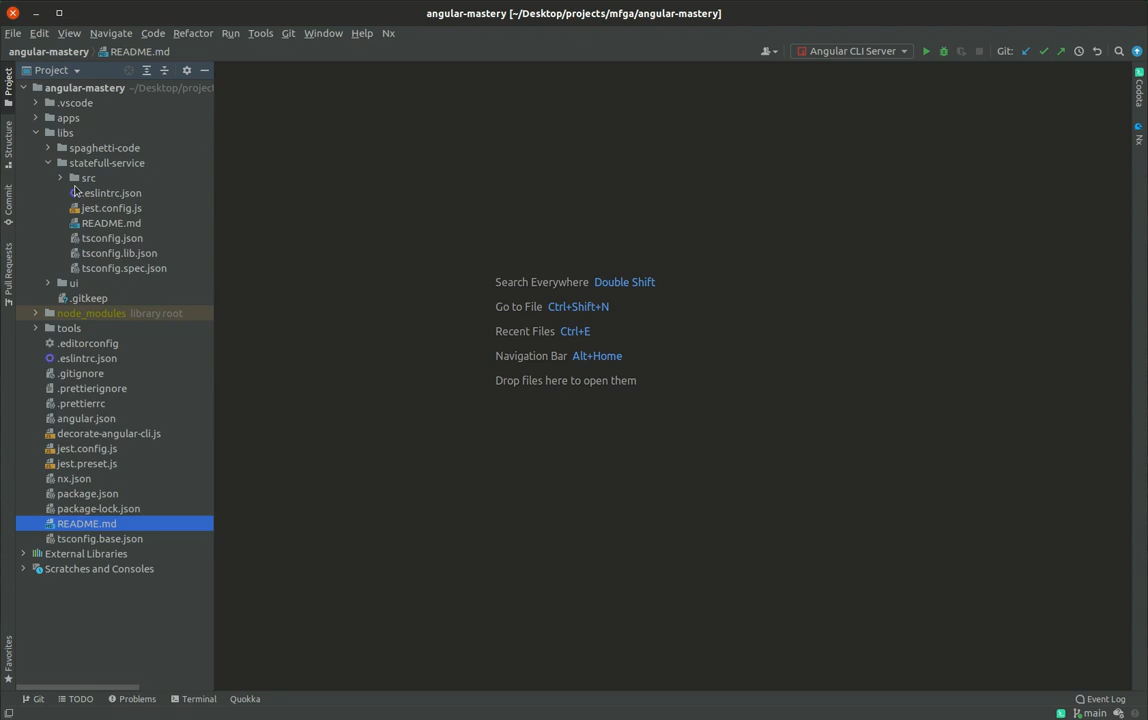 angular-mastery [~/Desktop/projects/mfga/angular-mastery]
File Edit View Navigate Code Refactor Run Tools Git Window Help Nx
angular-mastery README.md
Angular CLI Server
Git:
Project
Project
angular-mastery ~/Desktop/project
.vscode
apps
libs
spaghetti-code
statefull-service
src
.eslintrc.json
jest.config.js
README.md
tsconfig.json
tsconfig.lib.json
tsconfig.spec.json
ui
.gitkeep
node_modules library root
tools
.editorconfig
.eslintrc.json
.gitignore
.prettierignore
.prettierrc
angular.json
decorate-angular-cli.js
jest.config.js
jest.preset.js
nx.json
package.json
package-lock.json
README.md
tsconfig.base.json
External Libraries
Scratches and Consoles
Structure
Commit
Pull Requests
Favorites
Search Everywhere Double Shift
Go to File Ctrl+Shift+N
Recent Files Ctrl+E
Navigation Bar Alt+Home
Drop files here to open them
Codota
Nx
Git TODO Problems Terminal Quokka Event Log
main